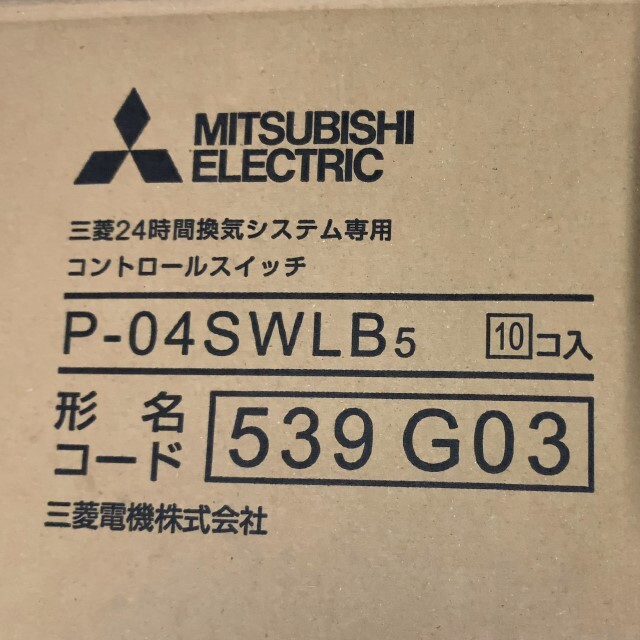 MITSUBISHI
ELECTRIC
三菱24時間換気システム専用
コントロールスイッチ
P-04SWLB5 10コ入
形名
コード 539 G03
三菱電機株式会社